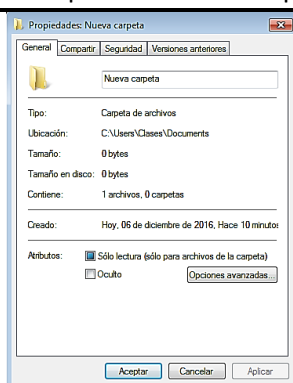 Propiedades: Nueva carpeta
General Compartir Seguridad Versiones anteriores
Nueva carpeta
Tipo: Carpeta de archivos
Ubicación: C:\Users\Clases\Documents
Tamaño: 0 bytes
Tamaño en disco: 0 bytes
Contiene: 1 archivos, 0 carpetas
Creado: Hoy, 06 de diciembre de 2016, Hace 10 minutos
Atributos: Sólo lectura (sólo para archivos de la carpeta)
Oculto Opciones avanzadas...
Aceptar Cancelar Aplicar